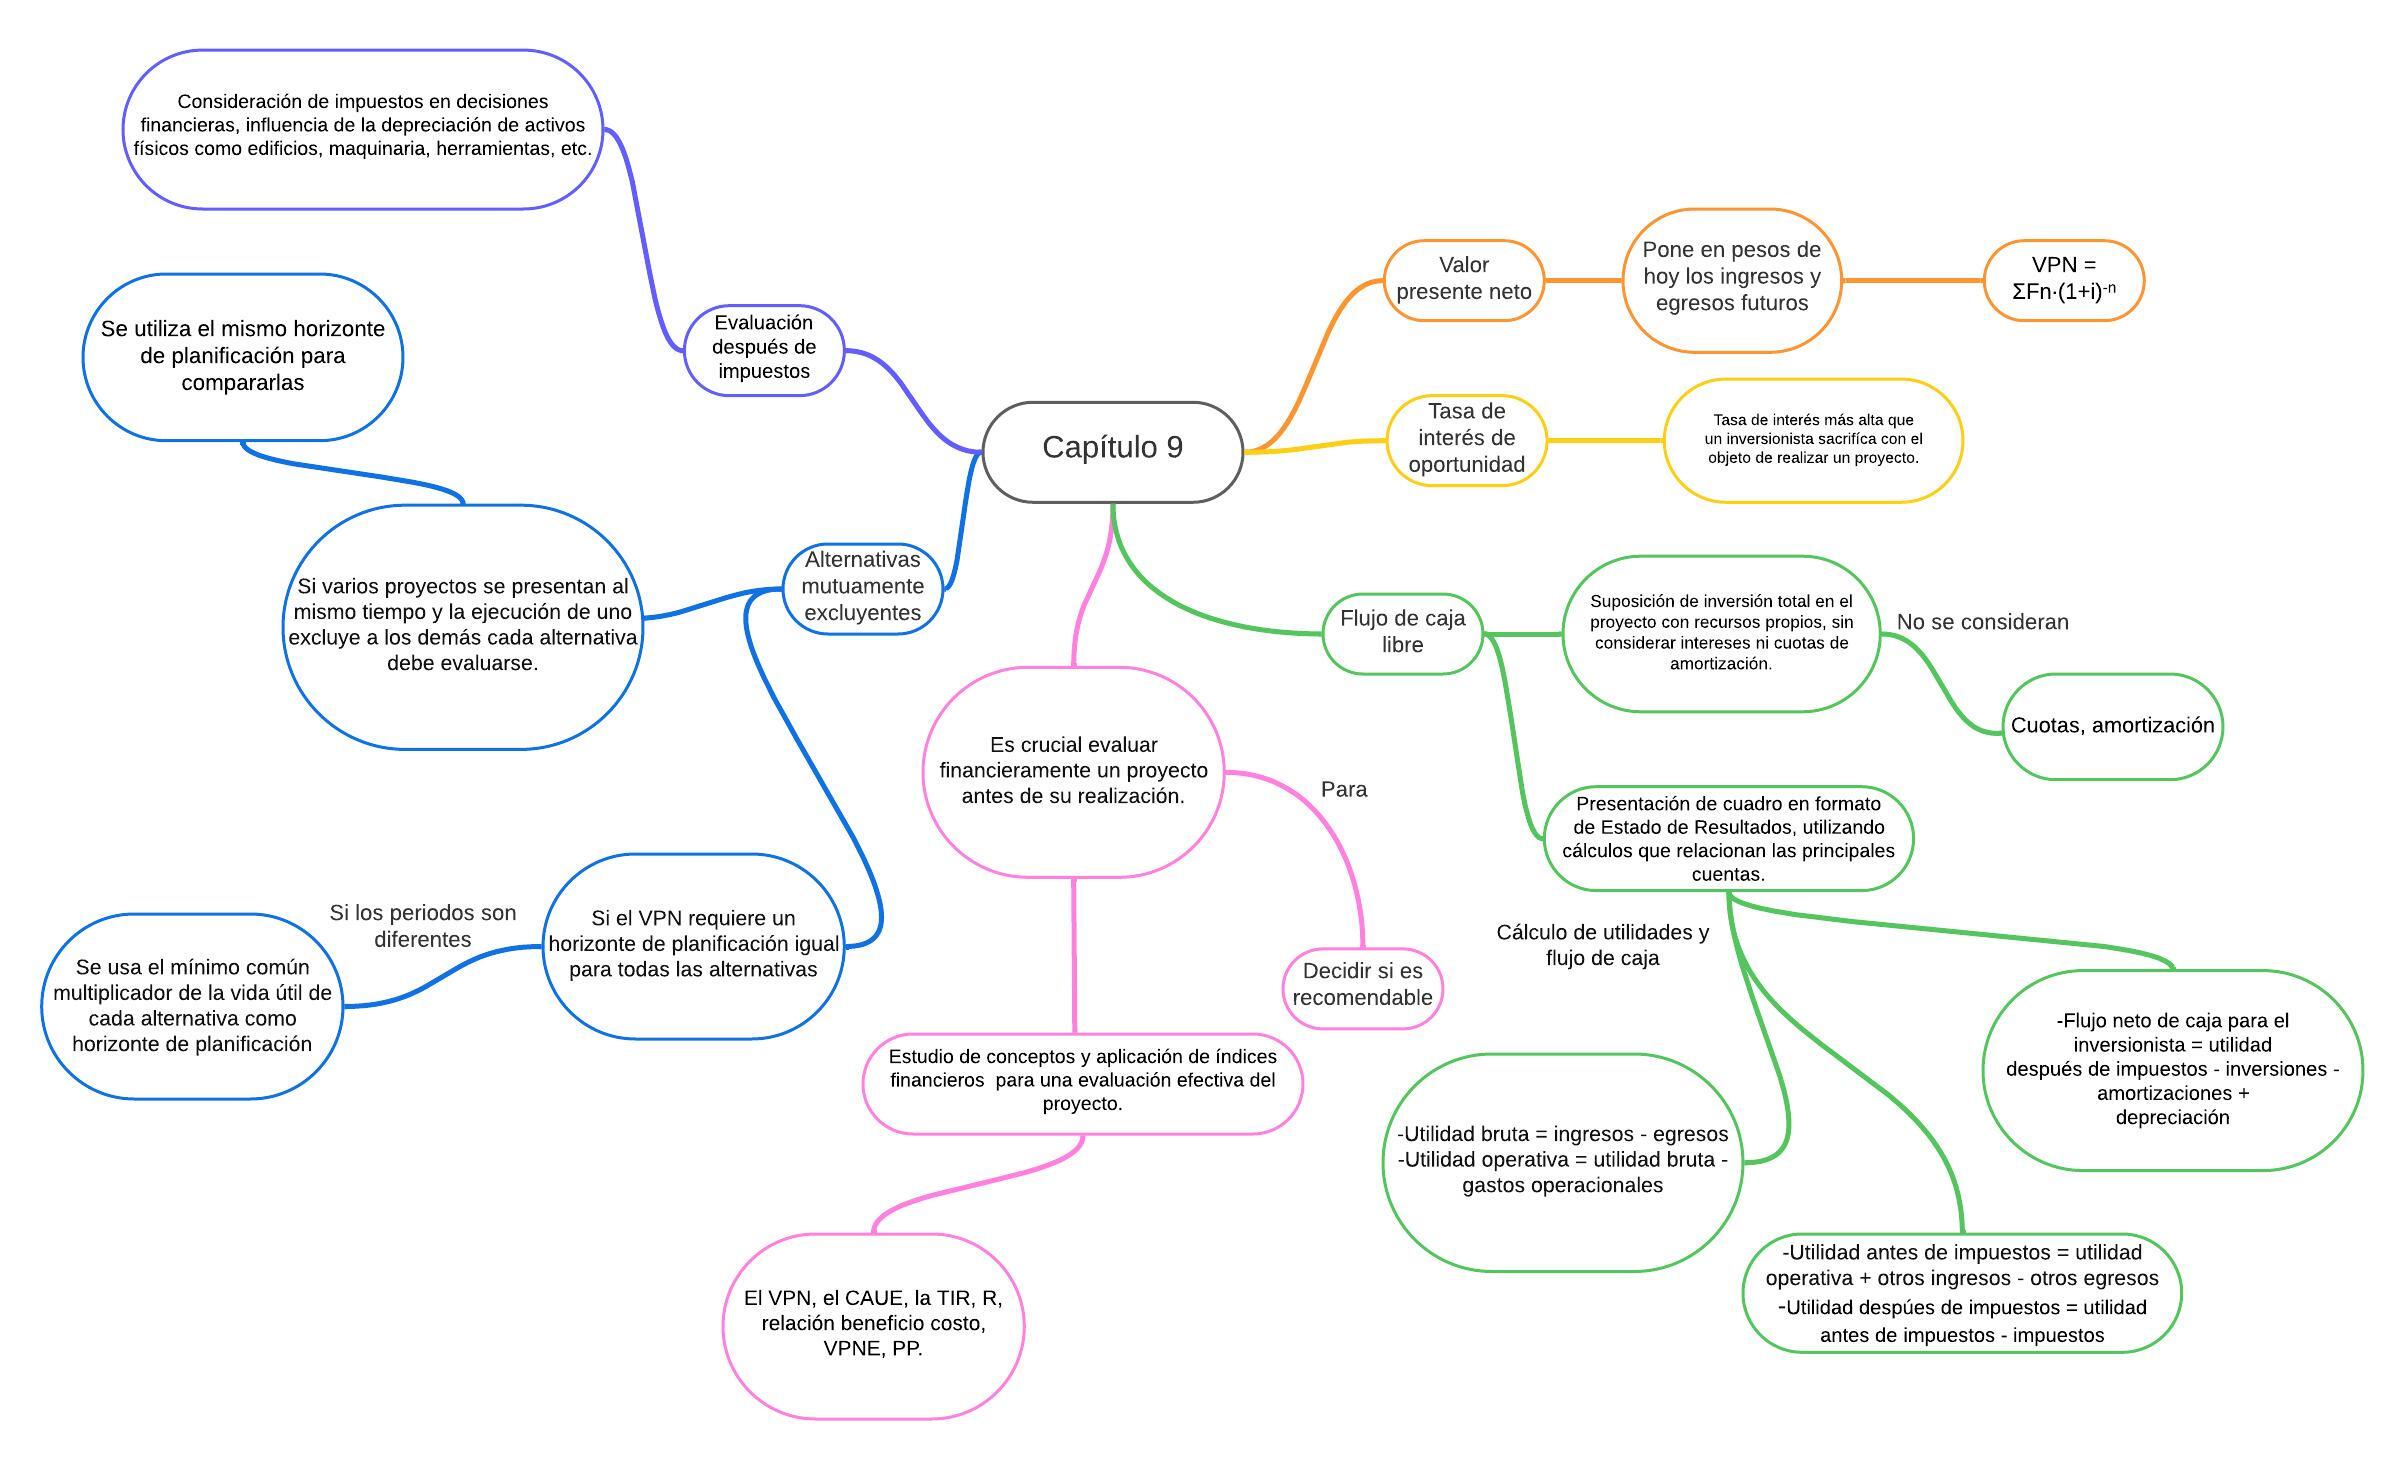 Consideración de impuestos en decisiones
financieras, influencia de la depreciación de activos
físicos como edificios, maquinaria, herramientas, etc.
Evaluación
después de
impuestos
Se utiliza el mismo horizonte
de planificación para
compararlas
Si varios proyectos se presentan al
mismo tiempo y la ejecución de uno
excluye a los demás cada alternativa
debe evaluarse.
Alternativas
mutuamente
excluyentes
Si el VPN requiere un
horizonte de planificación igual
para todas las alternativas
Si los periodos son
diferentes
Se usa el mínimo común
multiplicador de la vida útil de
cada alternativa como
horizonte de planificación
Capítulo 9
Valor
presente neto
Pone en pesos de
hoy los ingresos y
egresos futuros
VPN =
ΣFn·(1+i)⁻ⁿ
Tasa de
interés de
oportunidad
Tasa de interés más alta que
un inversionista sacrifíca con el
objeto de realizar un proyecto.
Flujo de caja
libre
Suposición de inversión total en el
proyecto con recursos propios, sin
considerar intereses ni cuotas de
amortización.
No se consideran
Cuotas, amortización
Presentación de cuadro en formato
de Estado de Resultados, utilizando
cálculos que relacionan las principales
cuentas.
Cálculo de utilidades y
flujo de caja
-Flujo neto de caja para el
inversionista = utilidad
después de impuestos - inversiones -
amortizaciones +
depreciación
-Utilidad bruta = ingresos - egresos
-Utilidad operativa = utilidad bruta -
gastos operacionales
-Utilidad antes de impuestos = utilidad
operativa + otros ingresos - otros egresos
-Utilidad despúes de impuestos = utilidad
antes de impuestos - impuestos
Es crucial evaluar
financieramente un proyecto
antes de su realización.
Para
Decidir si es
recomendable
Estudio de conceptos y aplicación de índices
financieros  para una evaluación efectiva del
proyecto.
El VPN, el CAUE, la TIR, R,
relación beneficio costo,
VPNE, PP.